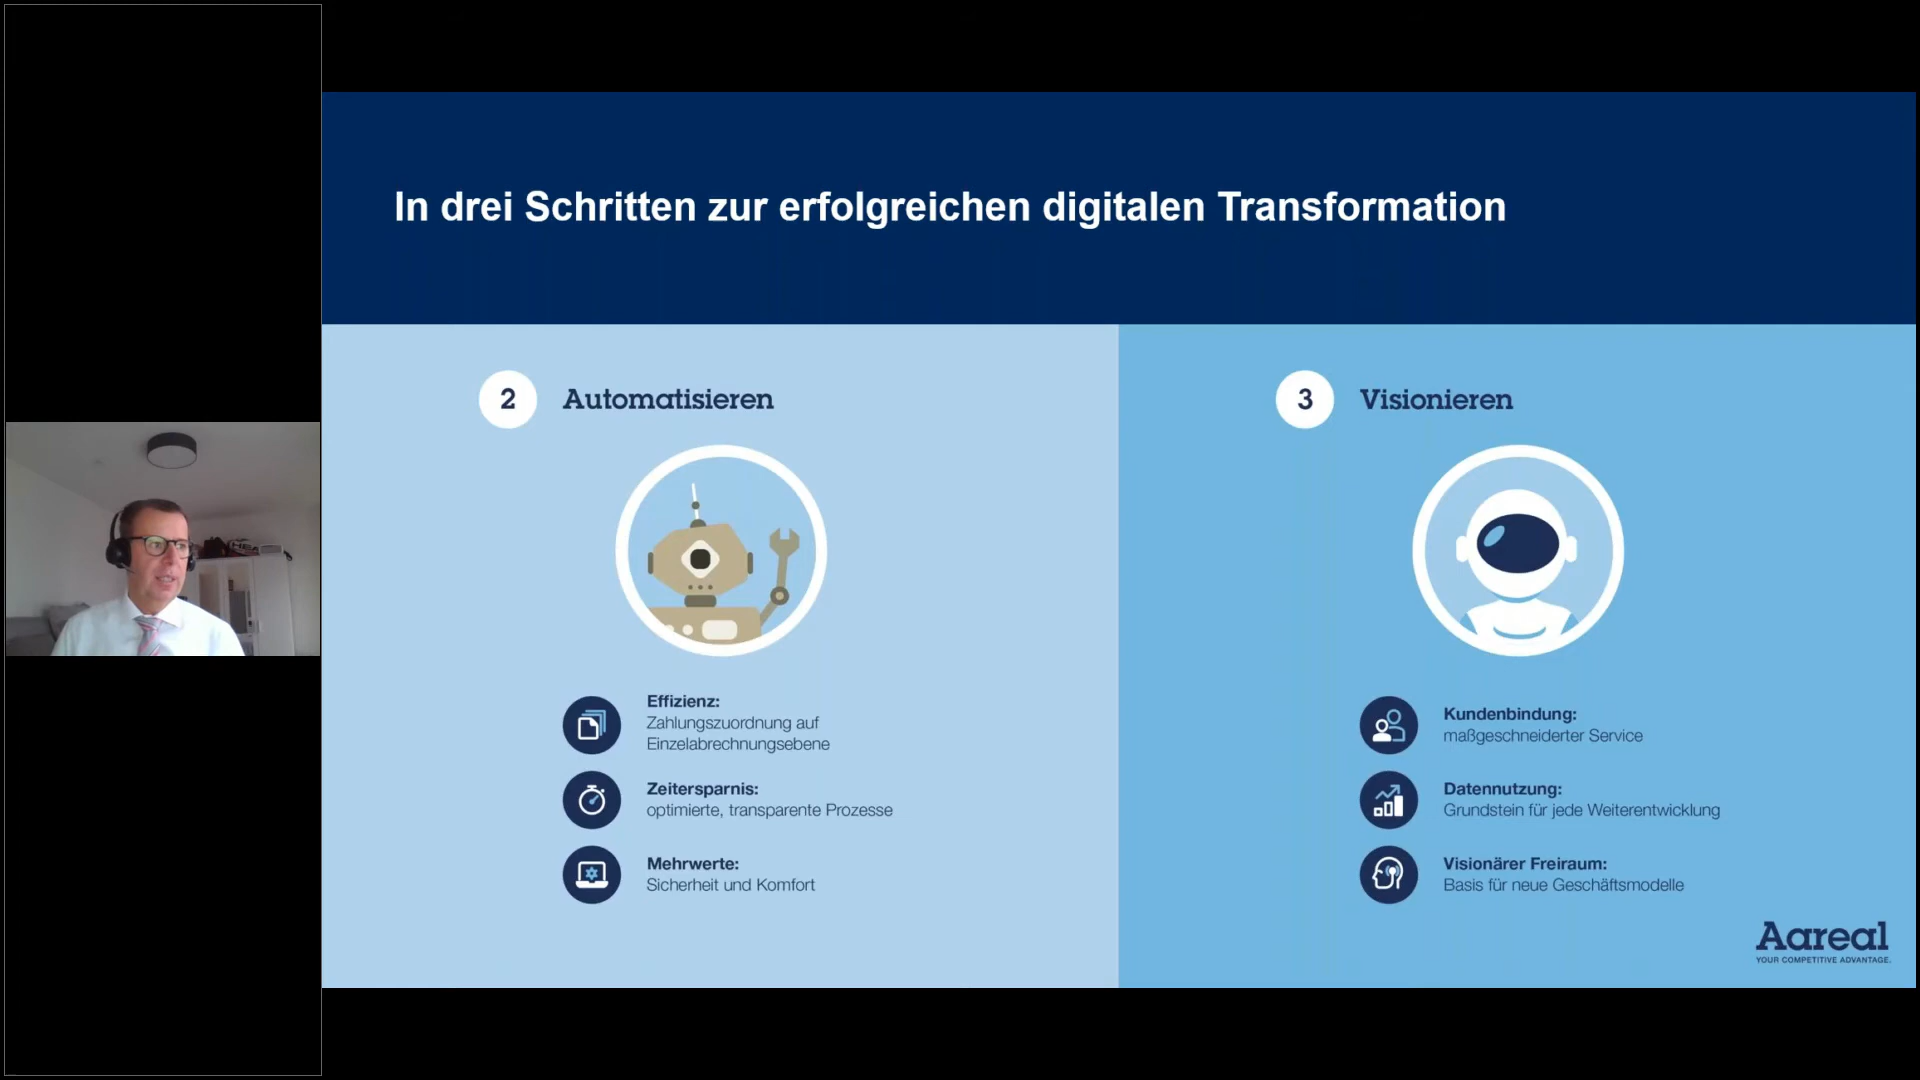 In drei Schritten zur erfolgreichen digitalen Transformation
2 Automatisieren
Effizienz:
Zahlungszuordnung auf
Einzelabrechnungsebene
Zeitersparnis:
optimierte, transparente Prozesse
Mehrwerte:
Sicherheit und Komfort
3 Visionieren
Kundenbindung:
maßgeschneiderter Service
Datennutzung:
Grundstein für jede Weiterentwicklung
Visionärer Freiraum:
Basis für neue Geschäftsmodelle
Aareal
YOUR COMPETITIVE ADVANTAGE.